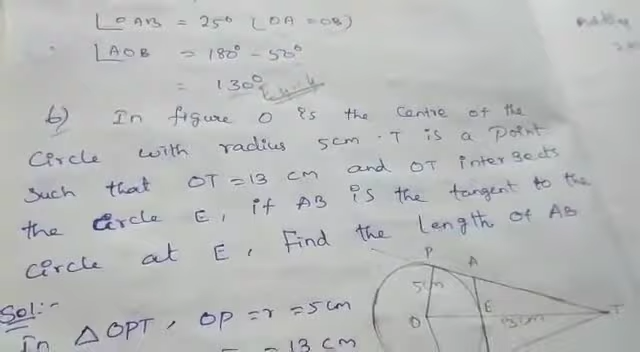 ∠OAB = 25° (OA = OB)
∠AOB = 180° - 50°
= 130°
6) In figure O is the Centre of the
Circle with radius 5cm. T is a point
such that OT = 13 cm and OT intersects
the circle E, if AB is the tangent to the
circle at E, Find the Length of AB
P A
5cm
O E 13cm T
Sol:-
In △OPT, OP = r = 5cm
= 13 cm